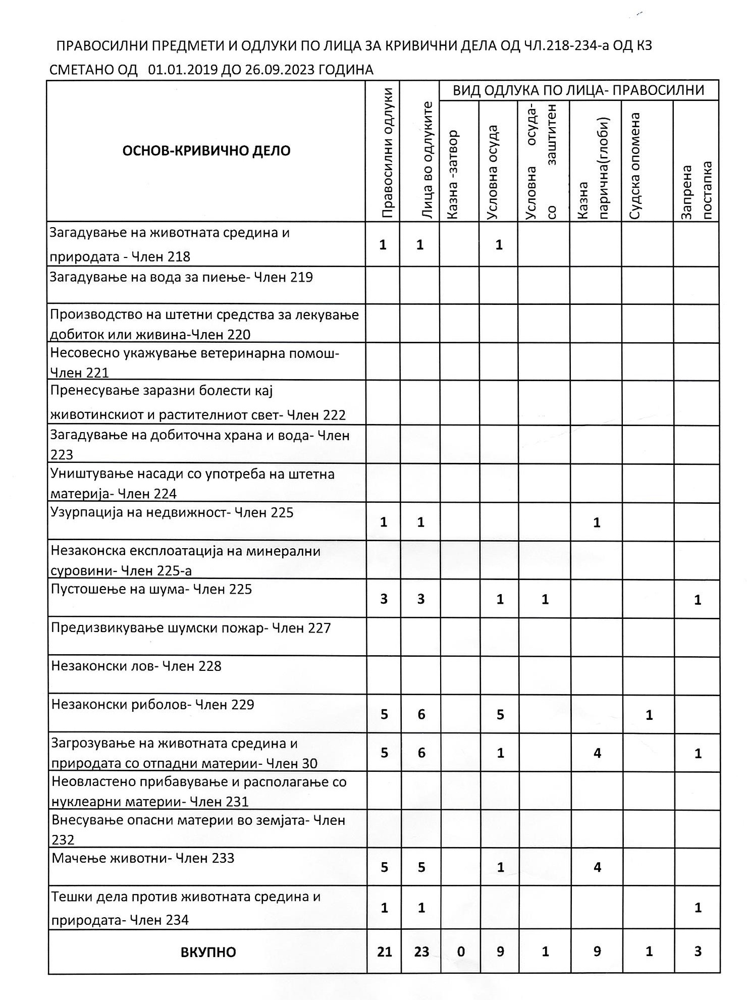 ПРАВОСИЛНИ ПРЕДМЕТИ И ОДЛУКИ ПО ЛИЦА ЗА КРИВИЧНИ ДЕЛА ОД ЧЛ.218-234-а ОД КЗ
СМЕТАНО ОД 01.01.2019 ДО 26.09.2023 ГОДИНА
ОСНОВ-КРИВИЧНО ДЕЛО
Правосилни одлуки
Лица во одлуките
ВИД ОДЛУКА ПО ЛИЦА- ПРАВОСИЛНИ
Казна -затвор
Условна осуда
Условна осуда-
со заштитен
Казна
парична(глоби)
Судска опомена
Запрена
постапка
Загадување на животната средина и
природата - Член 218
1 1 1
Загадување на вода за пиење- Член 219
Производство на штетни средства за лекување
добиток или живина-Член 220
Несовесно укажување ветеринарна помош-
Член 221
Пренесување заразни болести кај
животинскиот и растителниот свет- Член 222
Загадување на добиточна храна и вода- Член
223
Уништување насади со употреба на штетна
материја- Член 224
Узурпација на недвижност- Член 225
1 1 1
Незаконска експлоатација на минерални
суровини- Член 225-а
Пустошење на шума- Член 225
3 3 1 1 1
Предизвикување шумски пожар- Член 227
Незаконски лов- Член 228
Незаконски риболов- Член 229
5 6 5 1
Загрозување на животната средина и
природата со отпадни материи- Член 30
5 6 1 4 1
Неовластено прибавување и располагање со
нуклеарни материи- Член 231
Внесување опасни материи во земјата- Член
232
Мачење животни- Член 233
5 5 1 4
Тешки дела против животната средина и
природата- Член 234
1 1 1
ВКУПНО 21 23 0 9 1 9 1 3